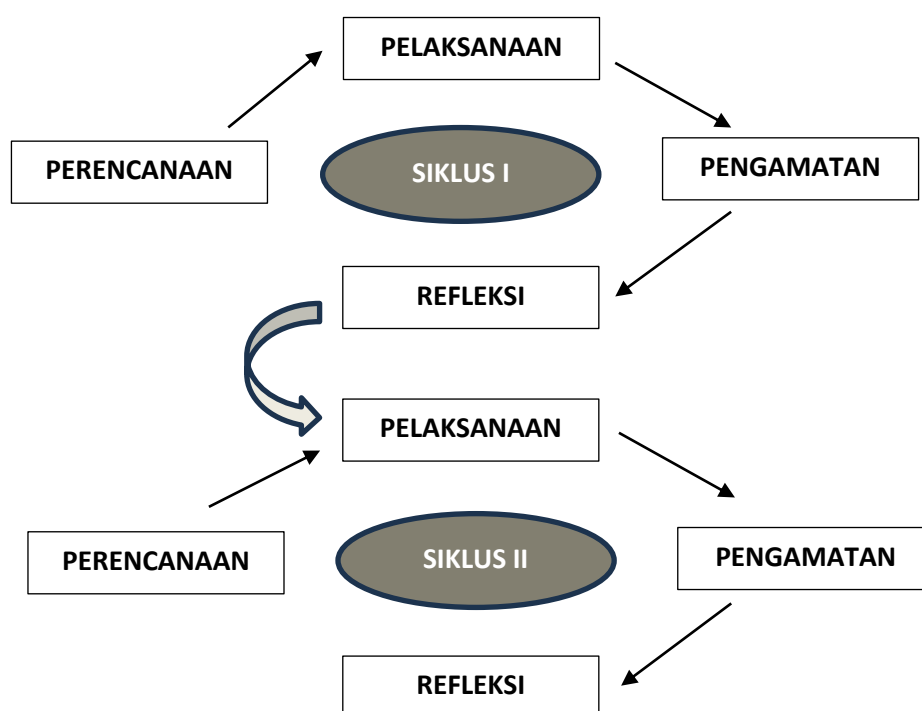 PELAKSANAAN
PERENCANAAN
SIKLUS I
PENGAMATAN
REFLEKSI
PELAKSANAAN
PERENCANAAN
SIKLUS II
PENGAMATAN
REFLEKSI